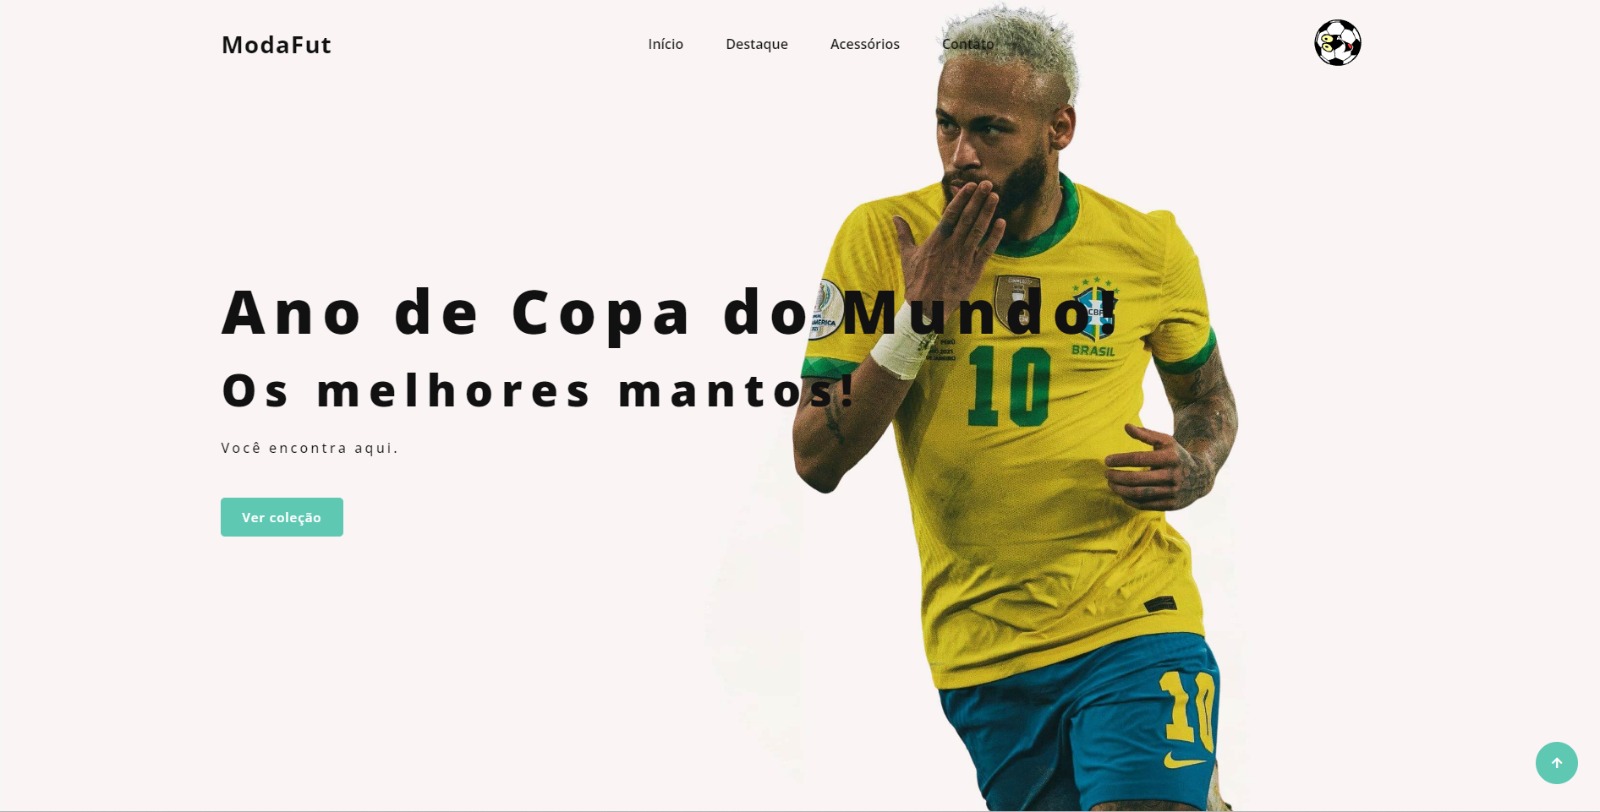 ModaFut
Início Destaque Acessórios Contato
Ano de Copa do Mundo!
Os melhores mantos!
Você encontra aqui.
Ver coleção
CBF
BRASIL
10
10